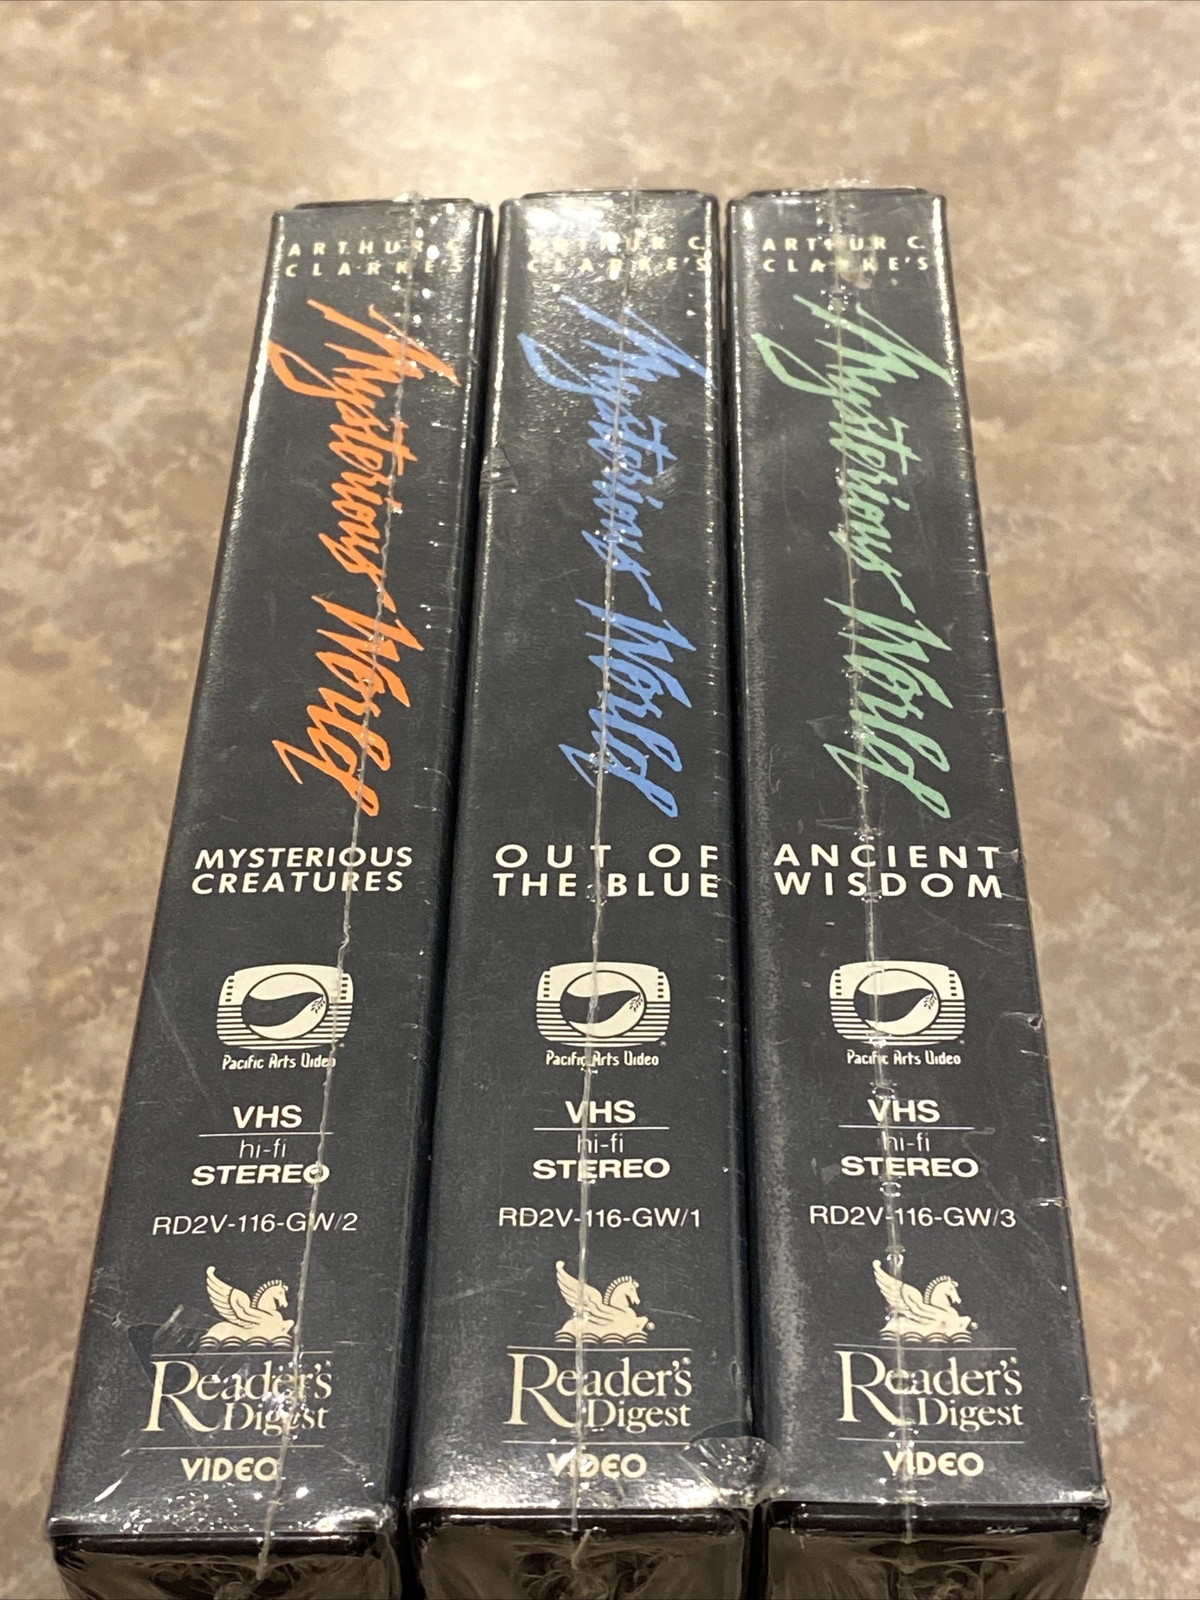 ARTHUR C.
CLARKE'S
Mysterious World
MYSTERIOUS
CREATURES
Pacific Arts Video
VHS
hi-fi
STEREO
RD2V-116-GW/2
Reader's
Digest
VIDEO
ARTHUR C.
CLARKE'S
Mysterious World
OUT OF
THE BLUE
Pacific Arts Video
VHS
hi-fi
STEREO
RD2V-116-GW/1
Reader's
Digest
VIDEO
ARTHUR C.
CLARKE'S
Mysterious World
ANCIENT
WISDOM
Pacific Arts Video
VHS
hi-fi
STEREO
RD2V-116-GW/3
Reader's
Digest
VIDEO